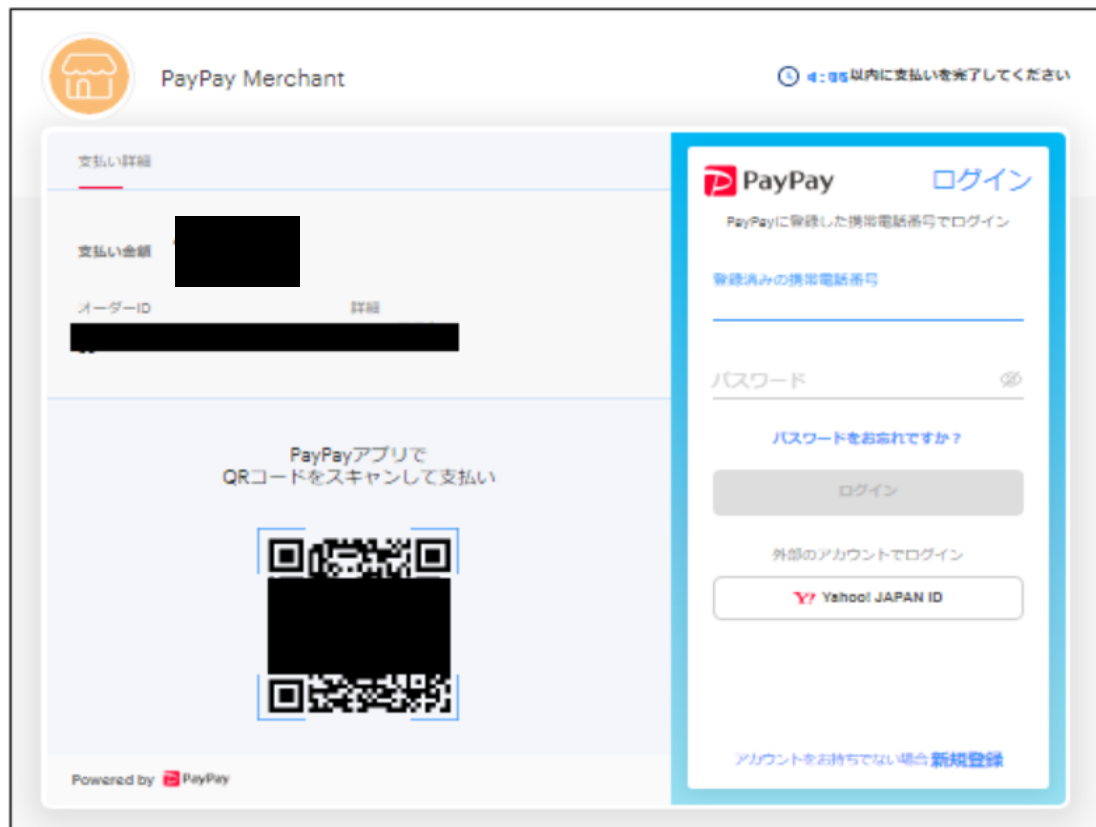 PayPay Merchant
4:05以内に支払いを完了してください
支払い詳細
支払い金額
オーダーID
詳細
PayPayアプリで
QRコードをスキャンして支払い
Powered by PayPay
PayPay
ログイン
PayPayに登録した携帯電話番号でログイン
登録済みの携帯電話番号
パスワード
パスワードをお忘れですか？
ログイン
外部のアカウントでログイン
Y! Yahoo! JAPAN ID
アカウントをお持ちでない場合 新規登録